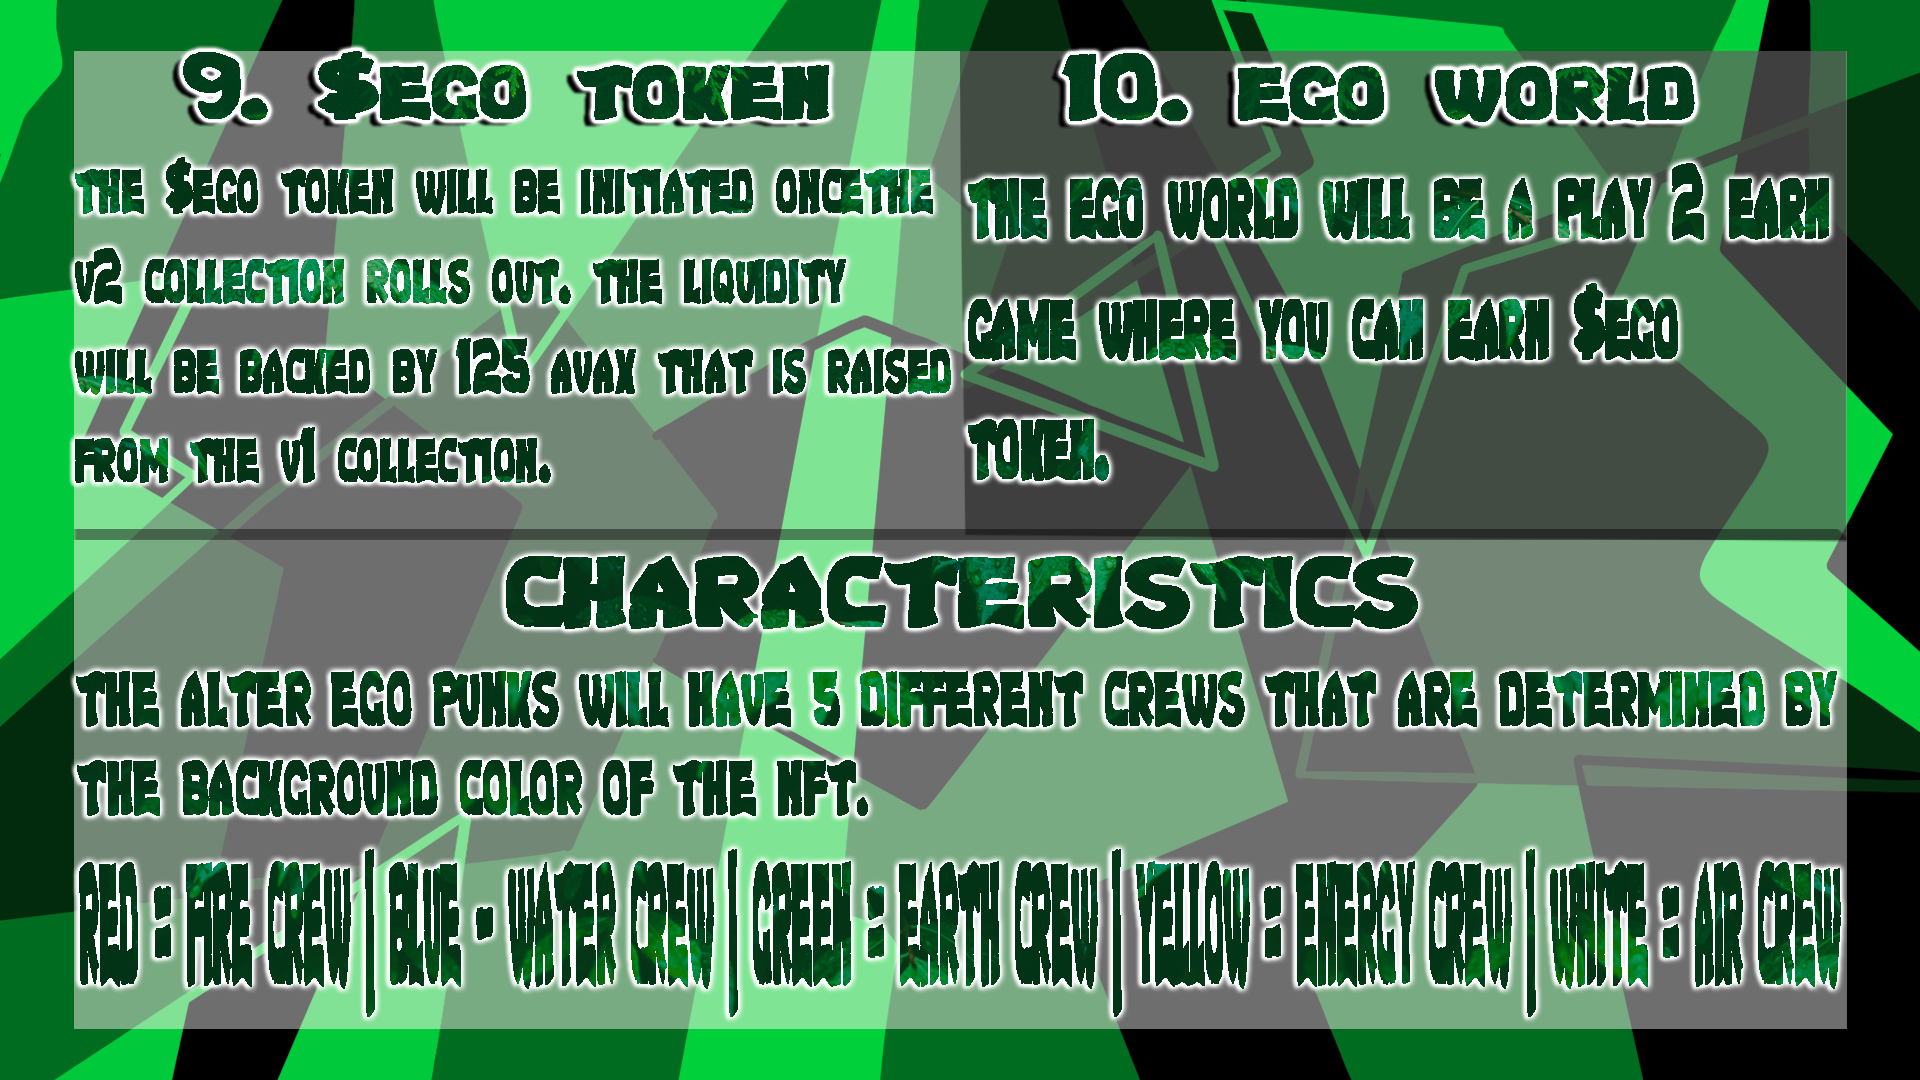 9. $EGO TOKEN
THE $EGO TOKEN WILL BE INITIATED ONCETHE
V2 COLLECTION ROLLS OUT. THE LIQUIDITY
WILL BE BACKED BY 125 AVAX THAT IS RAISED
FROM THE V1 COLLECTION.
10. EGO WORLD
THE EGO WORLD WILL BE A PLAY 2 EARN
GAME WHERE YOU CAN EARN $EGO
TOKEN.
CHARACTERISTICS
THE ALTER EGO PUNKS WILL HAVE 5 DIFFERENT CREWS THAT ARE DETERMINED BY
THE BACKGROUND COLOR OF THE NFT.
RED = FIRE CREW | BLUE - WATER CREW | GREEN = EARTH CREW | YELLOW = ENERGY CREW | WHITE = AIR CREW